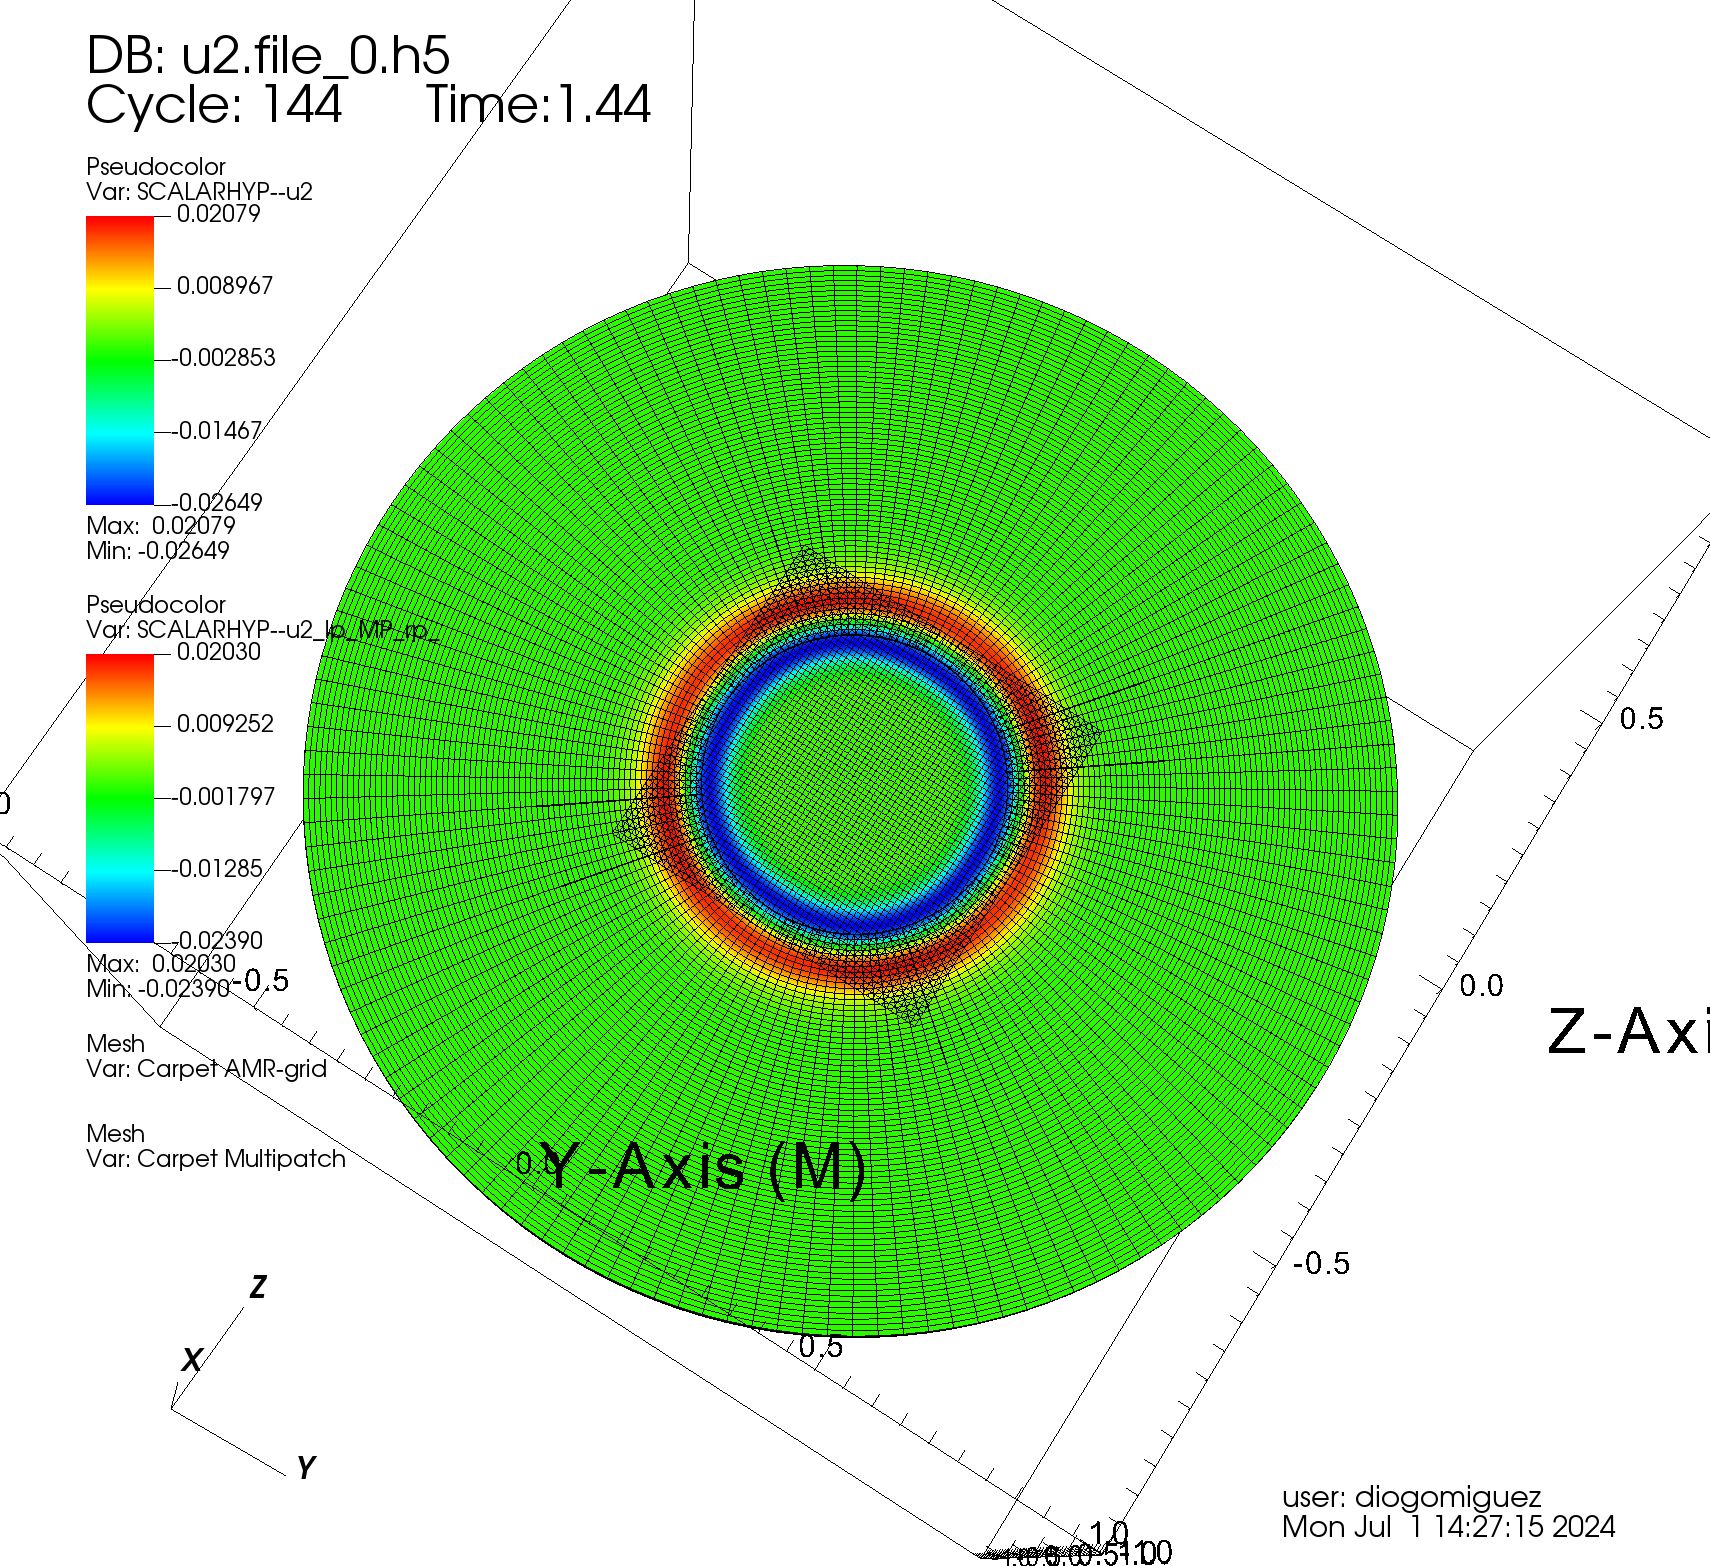 DB: u2.file_0.h5
Cycle: 144 Time:1.44
Pseudocolor
Var: SCALARHYP--u2
0.02079
0.008967
-0.002853
-0.01467
-0.02649
Max: 0.02079
Min: -0.02649
Pseudocolor
Var: SCALARHYP--u2_lp_MP_rp_
0.02030
0.009252
-0.001797
-0.01285
-0.02390
Max: 0.02030
Min: -0.02390
Mesh
Var: Carpet AMR-grid
Mesh
Var: Carpet Multipatch
0.5
0.0
Z-Axi
-0.5
-0.5
Y-Axis (M)
0.5
1.0
Z
X
Y
user: diogomiguez
Mon Jul 1 14:27:15 2024